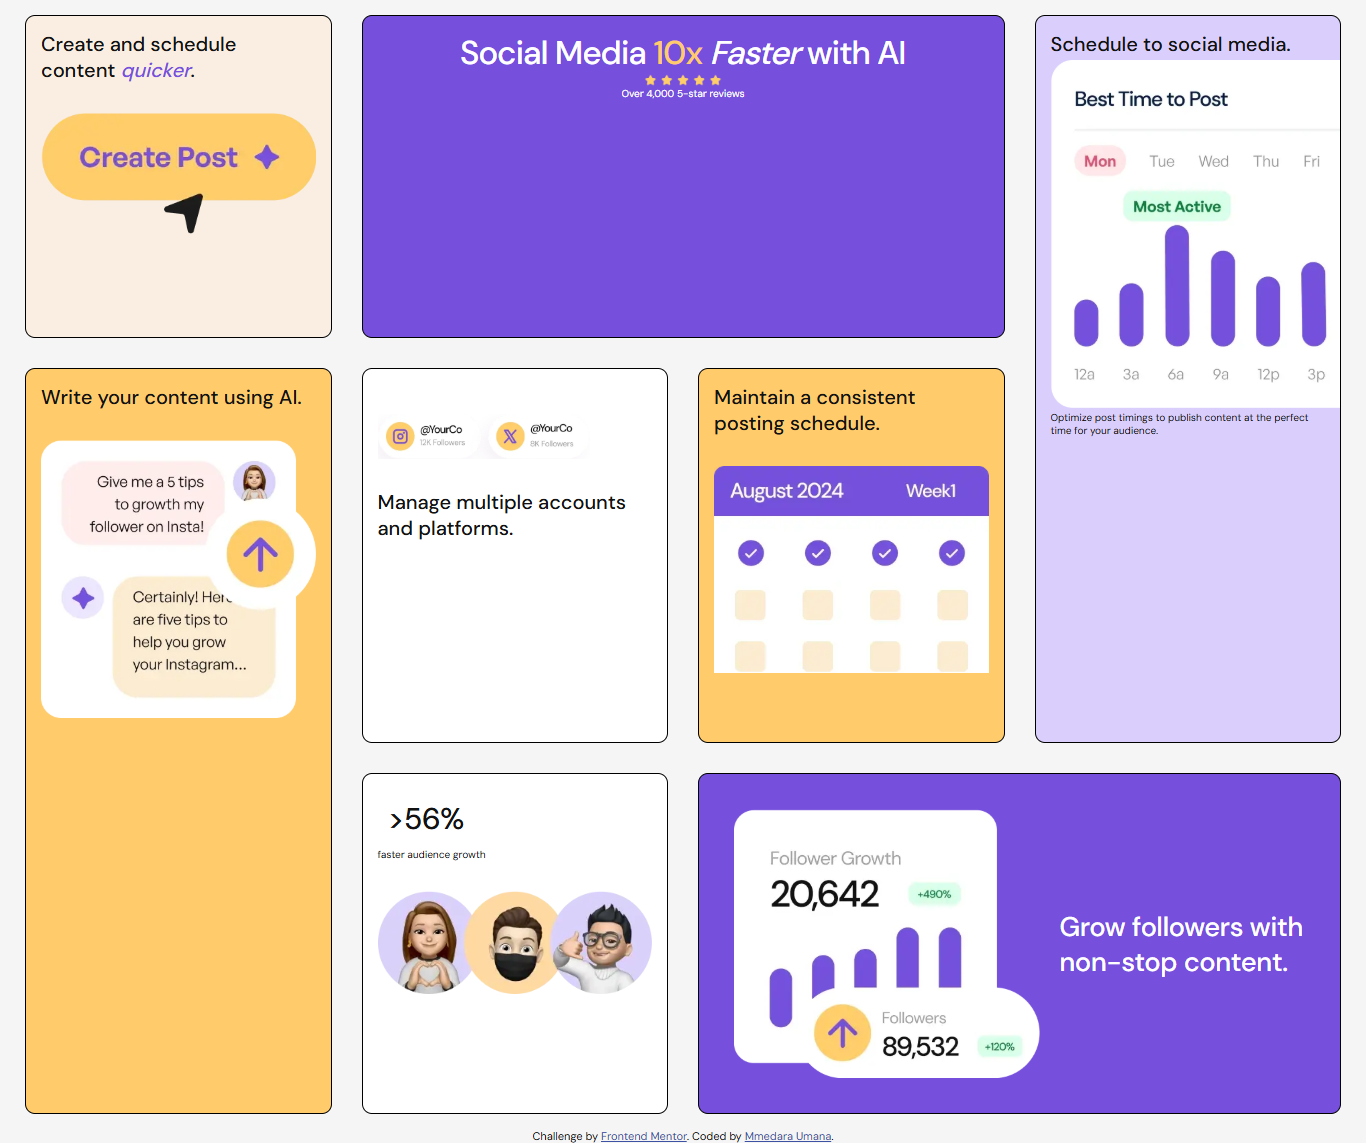 Create and schedule
content quicker.
Create Post
Social Media 10x Faster with AI
Over 4,000 5-star reviews
Schedule to social media.
Best Time to Post
Mon Tue Wed Thu Fri
Most Active
12a 3a 6a 9a 12p 3p
Optimize post timings to publish content at the perfect
time for your audience.
Write your content using AI.
Give me a 5 tips
to growth my
follower on Insta!
Certainly! Here
are five tips to
help you grow
your Instagram...
@YourCo
12K Followers
@YourCo
8K Followers
Manage multiple accounts
and platforms.
Maintain a consistent
posting schedule.
August 2024 Week1
>56%
faster audience growth
Follower Growth
20,642 +490%
Followers
89,532 +120%
Grow followers with
non-stop content.
Challenge by Frontend Mentor. Coded by Mmedara Umana.